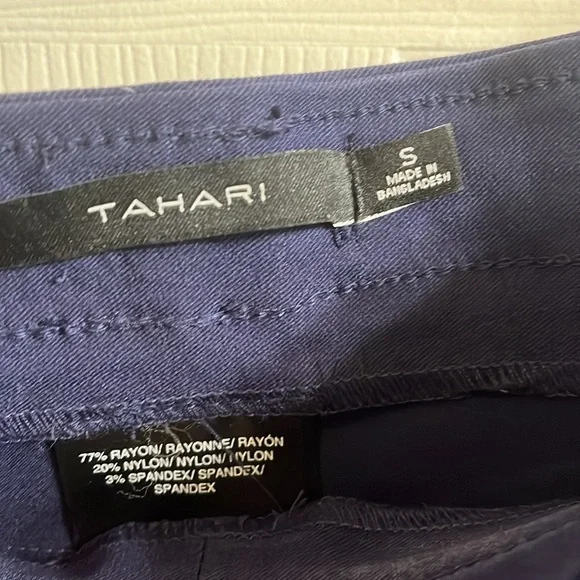 TAHARI
S
MADE IN
BANGLADESH
77% RAYON/ RAYONNE/ RAYÓN
20% NYLON/ NYLON/ NYLON
3% SPANDEX/ SPANDEX/
SPANDEX